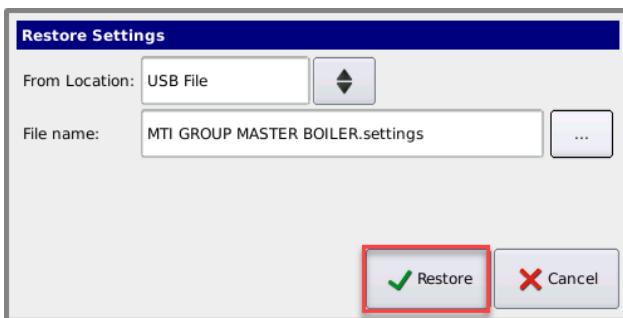 Restore Settings
From Location: USB File
File name: MTI GROUP MASTER BOILER.settings ...
Restore Cancel